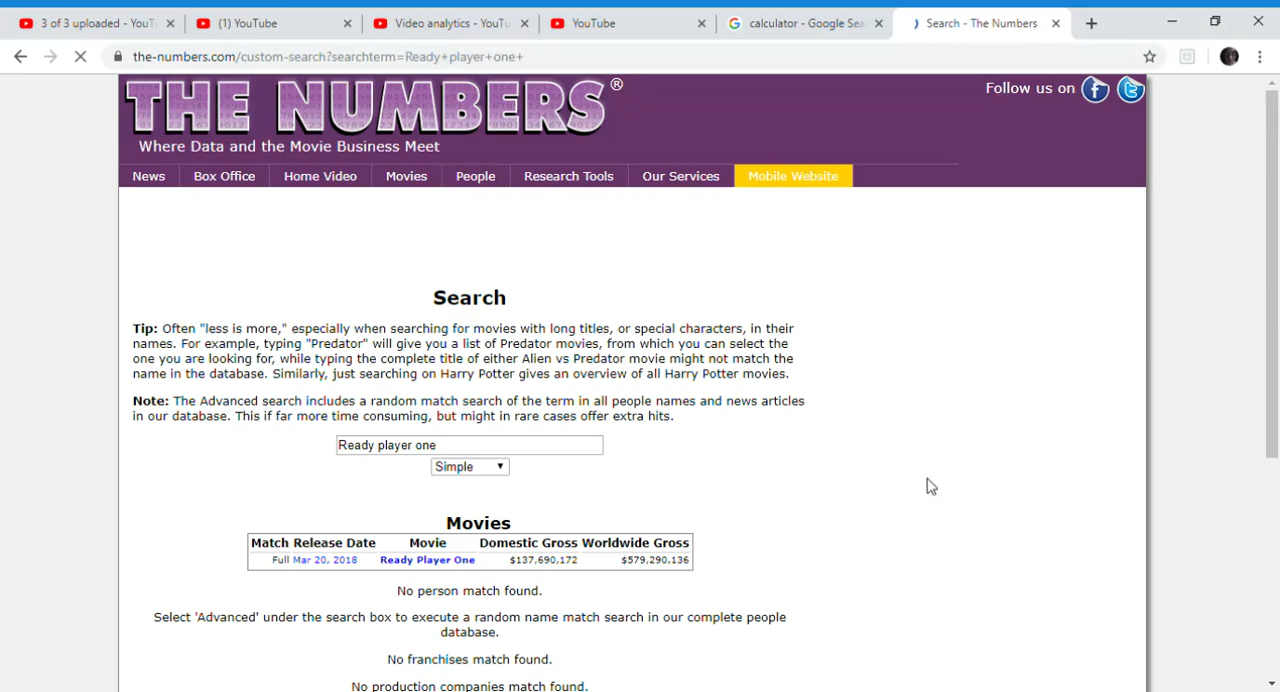 3 of 3 uploaded - YouT
(1) YouTube
Video analytics - YouTu
YouTube
calculator - Google Sea
Search - The Numbers
the-numbers.com/custom-search?searchterm=Ready+player+one+
THE NUMBERS®
Where Data and the Movie Business Meet
Follow us on
News Box Office Home Video Movies People Research Tools Our Services Mobile Website
Search
Tip: Often "less is more," especially when searching for movies with long titles, or special characters, in their
names. For example, typing "Predator" will give you a list of Predator movies, from which you can select the
one you are looking for, while typing the complete title of either Alien vs Predator movie might not match the
name in the database. Similarly, just searching on Harry Potter gives an overview of all Harry Potter movies.
Note: The Advanced search includes a random match search of the term in all people names and news articles
in our database. This if far more time consuming, but might in rare cases offer extra hits.
Ready player one
Simple
Movies
Match Release Date Movie Domestic Gross Worldwide Gross
Full Mar 20, 2018 Ready Player One $137,690,172 $579,290,136
No person match found.
Select 'Advanced' under the search box to execute a random name match search in our complete people
database.
No franchises match found.
No production companies match found.